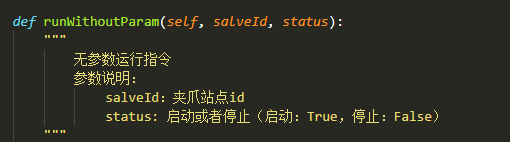 def runWithoutParam(self, salveId, status):
"""
无参数运行指令
参数说明：
salveId：夹爪站点id
status: 启动或者停止（启动：True，停止：False）
"""